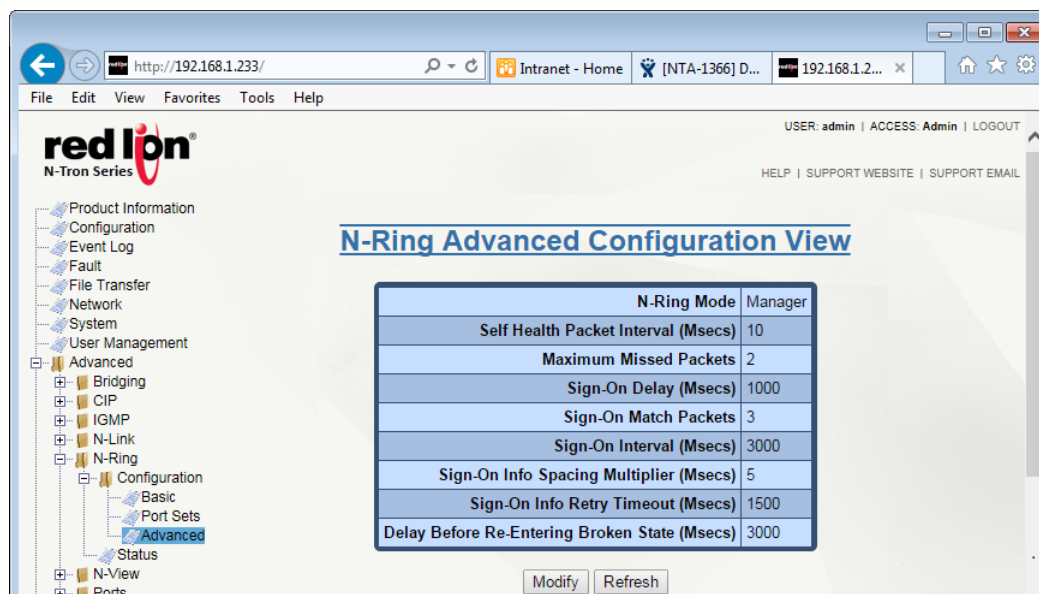 http://192.168.1.233/
Intranet - Home
[NTA-1366] D...
192.168.1.2...
File Edit View Favorites Tools Help
red lion®
N-Tron Series
USER: admin | ACCESS: Admin | LOGOUT
HELP | SUPPORT WEBSITE | SUPPORT EMAIL
Product Information
Configuration
Event Log
Fault
File Transfer
Network
System
User Management
Advanced
Bridging
CIP
IGMP
N-Link
N-Ring
Configuration
Basic
Port Sets
Advanced
Status
N-View
Ports
N-Ring Advanced Configuration View
N-Ring Mode Manager
Self Health Packet Interval (Msecs) 10
Maximum Missed Packets 2
Sign-On Delay (Msecs) 1000
Sign-On Match Packets 3
Sign-On Interval (Msecs) 3000
Sign-On Info Spacing Multiplier (Msecs) 5
Sign-On Info Retry Timeout (Msecs) 1500
Delay Before Re-Entering Broken State (Msecs) 3000
Modify Refresh